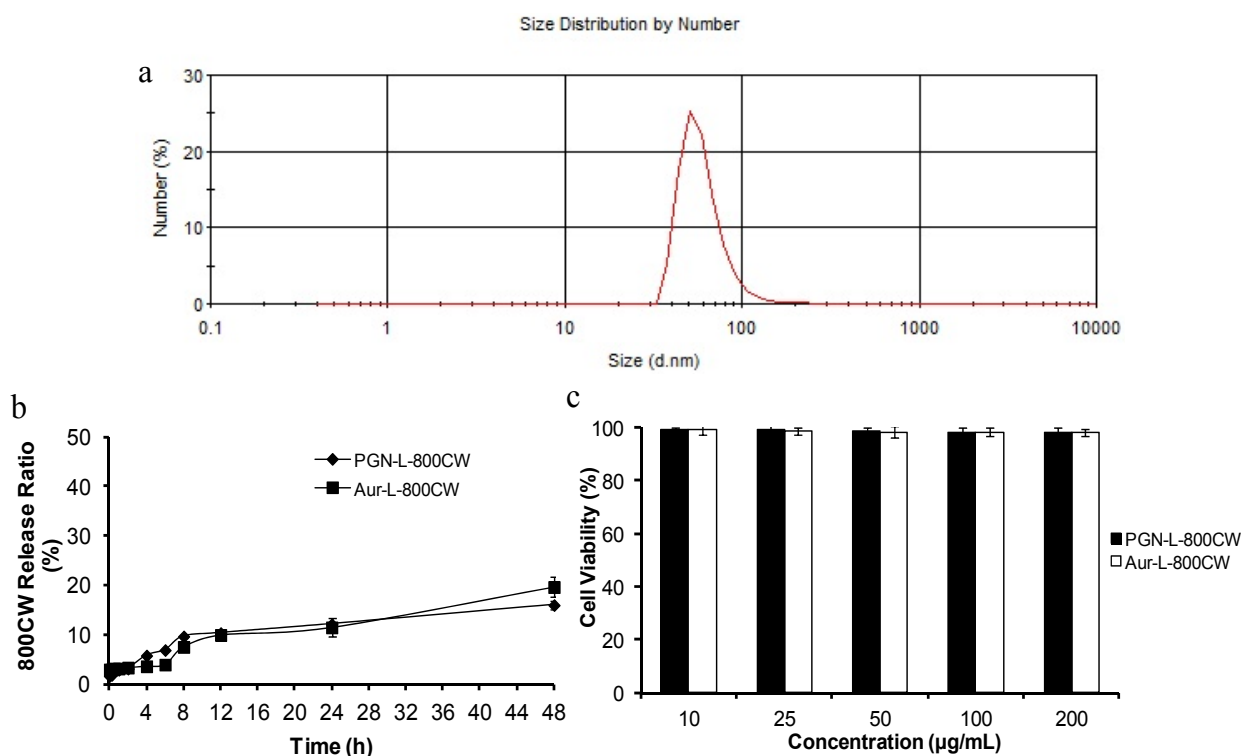 Size Distribution by Number
a
30
20
10
0
Number (%)
0.1 1 10 100 1000 10000
Size (d.nm)
b
50
40
30
20
10
0
800CW Release Ratio
(%)
PGN-L-800CW
Aur-L-800CW
0 4 8 12 16 20 24 28 32 36 40 44 48
Time (h)
c
100
80
60
40
20
0
Cell Viability (%)
PGN-L-800CW
Aur-L-800CW
10 25 50 100 200
Concentration (μg/mL)